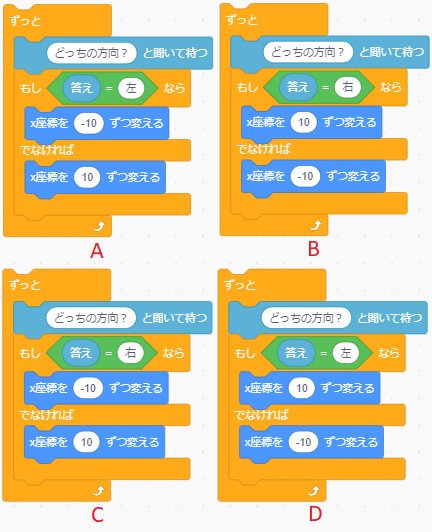 ずっと
どっちの方向？ と聞いて待つ
もし 答え = 左 なら
x座標を -10 ずつ変える
でなければ
x座標を 10 ずつ変える
A
ずっと
どっちの方向？ と聞いて待つ
もし 答え = 右 なら
x座標を 10 ずつ変える
でなければ
x座標を -10 ずつ変える
B
ずっと
どっちの方向？ と聞いて待つ
もし 答え = 右 なら
x座標を -10 ずつ変える
でなければ
x座標を 10 ずつ変える
C
ずっと
どっちの方向？ と聞いて待つ
もし 答え = 左 なら
x座標を 10 ずつ変える
でなければ
x座標を -10 ずつ変える
D